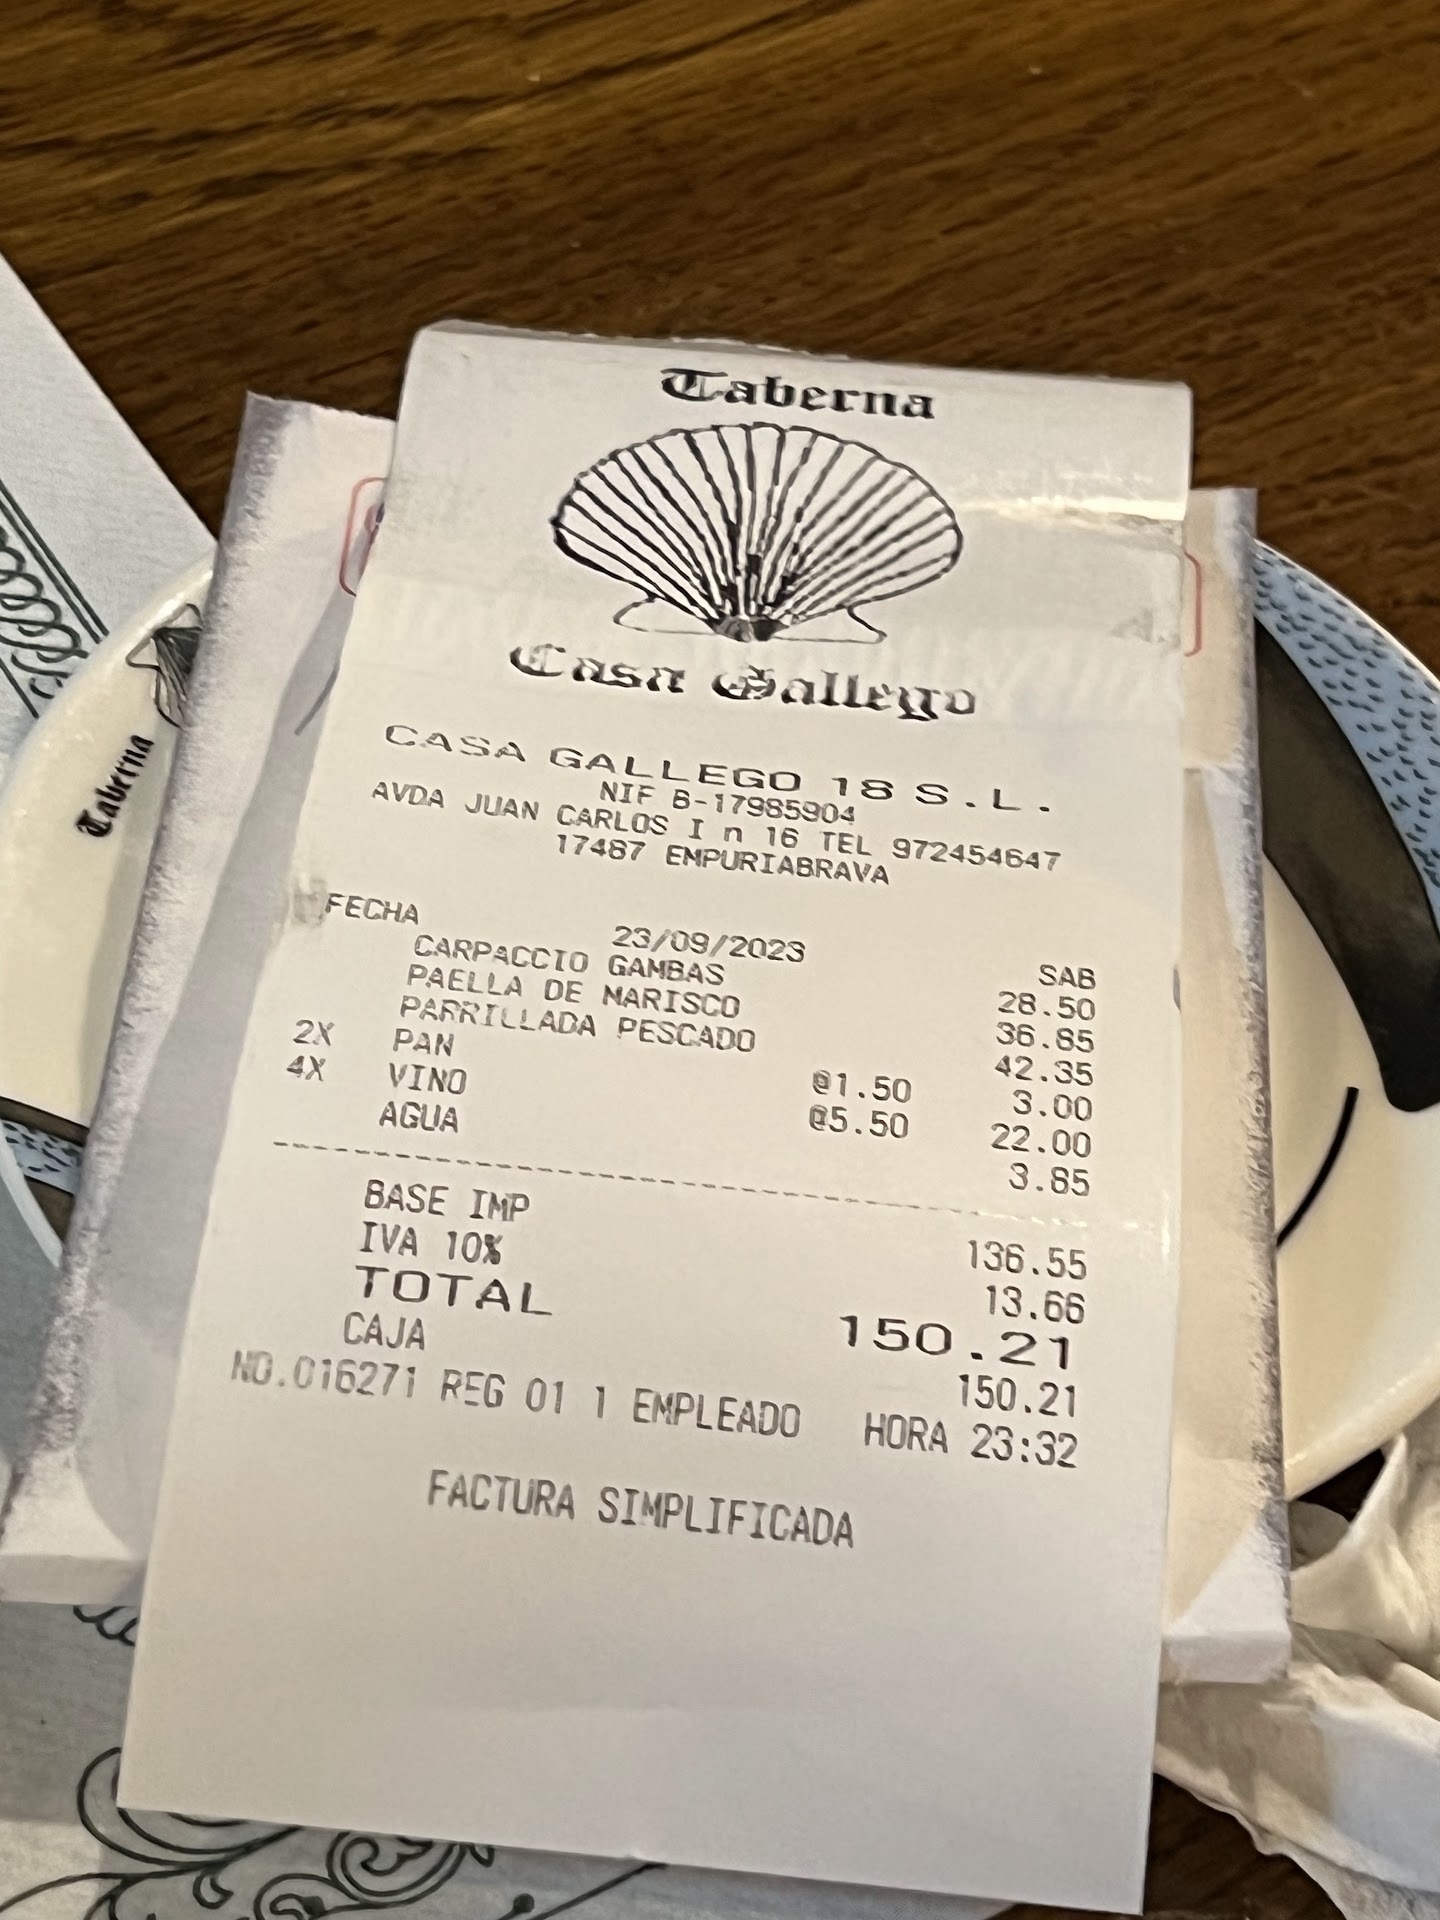 Taberna
Casa Gallego
CASA GALLEGO 18 S.L.
NIF B-17985904
AVDA JUAN CARLOS I n 16 TEL 972454647
17487 EMPURIABRAVA
FECHA 23/09/2023 SAB
CARPACCIO GAMBAS 28.50
PAELLA DE MARISCO 36.85
PARRILLADA PESCADO 42.35
2X PAN @1.50 3.00
4X VINO @5.50 22.00
AGUA 3.85
BASE IMP 136.55
IVA 10% 13.66
TOTAL 150.21
CAJA 150.21
NO.016271 REG 01 1 EMPLEADO HORA 23:32
FACTURA SIMPLIFICADA
Taberna